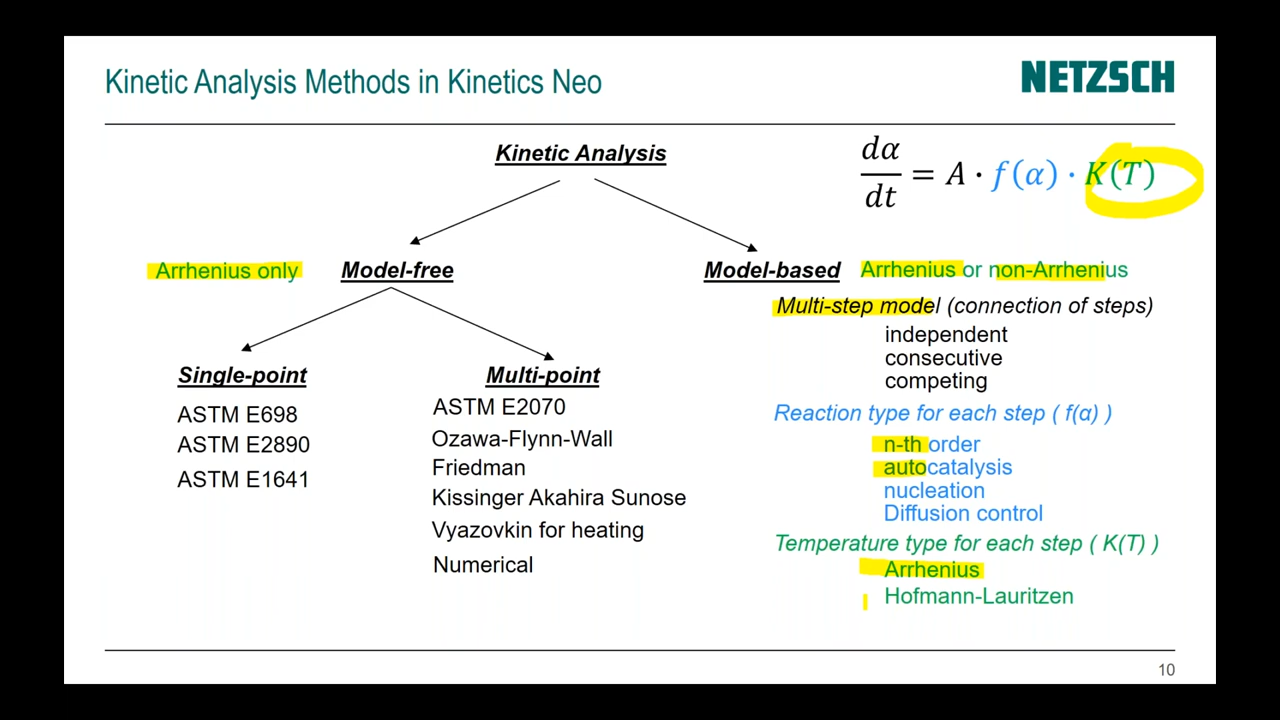 Kinetic Analysis Methods in Kinetics Neo
NETZSCH
Kinetic Analysis
dα/dt = A · f(α) · K(T)
Arrhenius only
Model-free
Model-based
Arrhenius or non-Arrhenius
Multi-step model (connection of steps)
independent
consecutive
competing
Single-point
ASTM E698
ASTM E2890
ASTM E1641
Multi-point
ASTM E2070
Ozawa-Flynn-Wall
Friedman
Kissinger Akahira Sunose
Vyazovkin for heating
Numerical
Reaction type for each step ( f(α) )
n-th order
autocatalysis
nucleation
Diffusion control
Temperature type for each step ( K(T) )
Arrhenius
Hofmann-Lauritzen
10